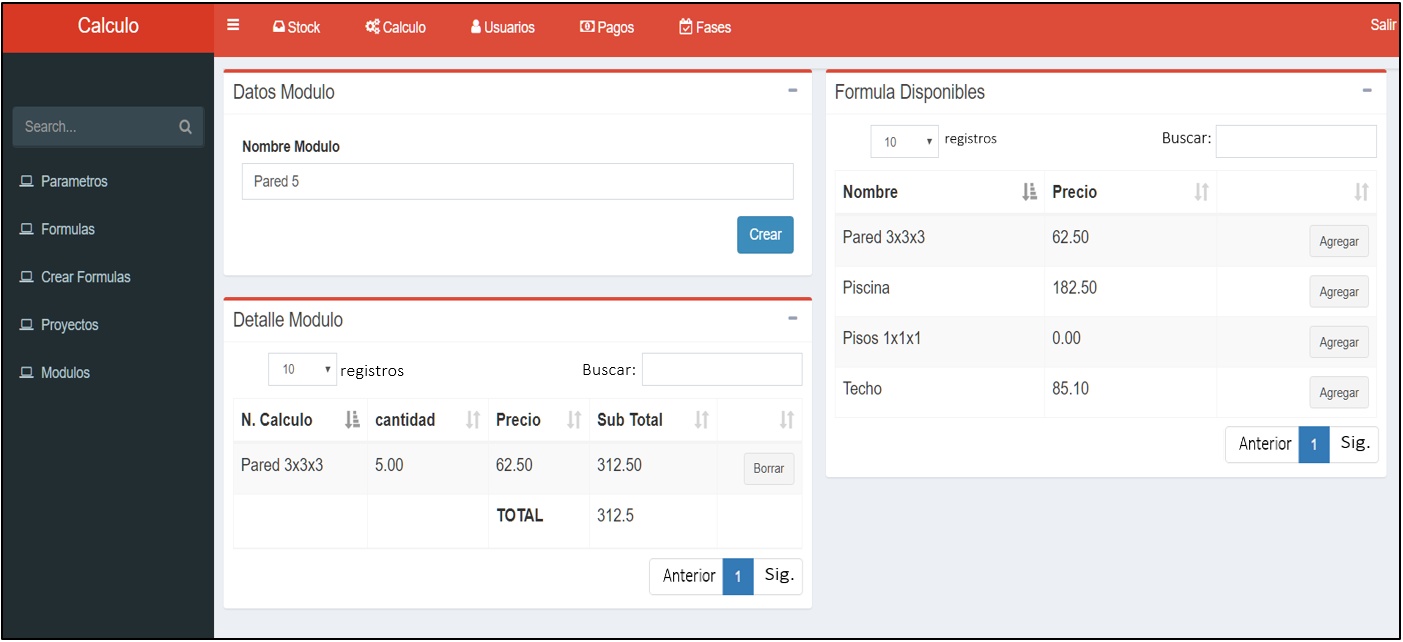 Calculo
Stock Calculo Usuarios Pagos Fases Salir
Search...
Parametros
Formulas
Crear Formulas
Proyectos
Modulos
Datos Modulo
Nombre Modulo
Pared 5
Crear
Detalle Modulo
10 registros Buscar:
N. Calculo cantidad Precio Sub Total
Pared 3x3x3 5.00 62.50 312.50 Borrar
TOTAL 312.5
Anterior 1 Sig.
Formula Disponibles
10 registros Buscar:
Nombre Precio
Pared 3x3x3 62.50 Agregar
Piscina 182.50 Agregar
Pisos 1x1x1 0.00 Agregar
Techo 85.10 Agregar
Anterior 1 Sig.